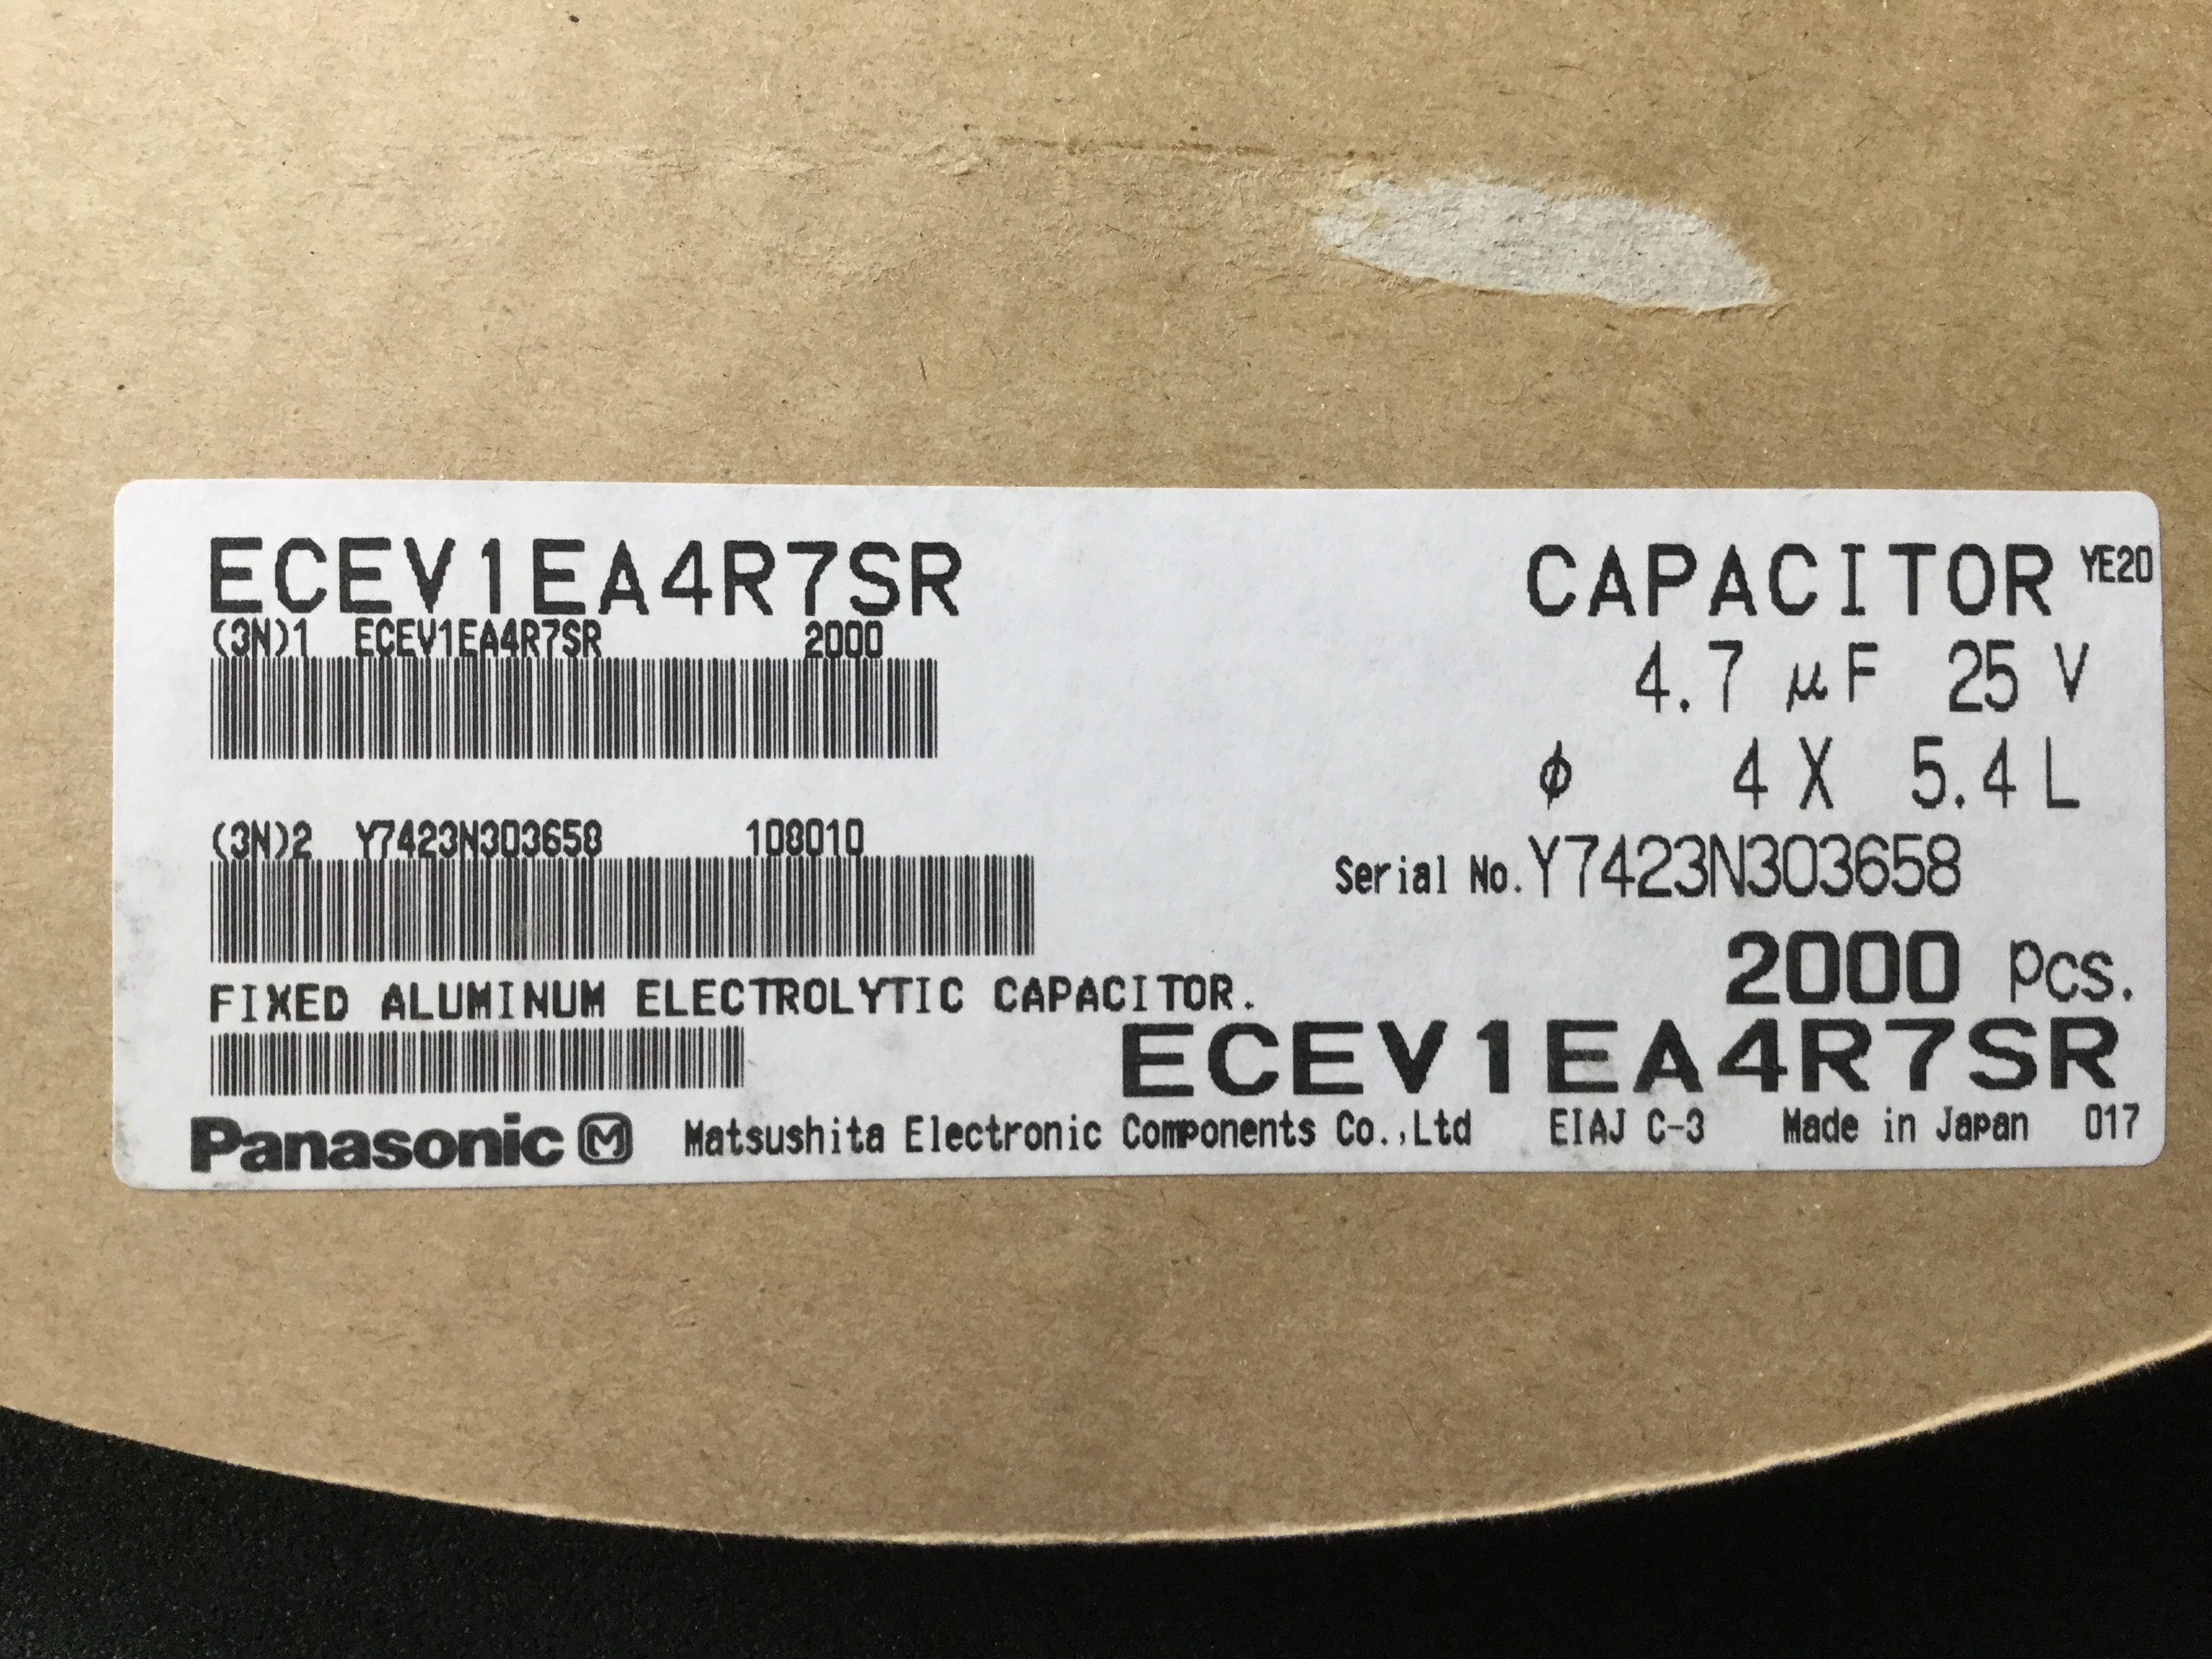 ECEV1EA4R7SR
(3N)1 ECEV1EA4R7SR 2000
CAPACITOR YE20
4.7 μF 25 V
φ 4 X 5.4 L
(3N)2 Y7423N303658 108010
Serial No. Y7423N303658
2000 pcs.
FIXED ALUMINUM ELECTROLYTIC CAPACITOR.
ECEV1EA4R7SR
Panasonic M Matsushita Electronic Components Co.,Ltd EIAJ C-3 Made in Japan 017